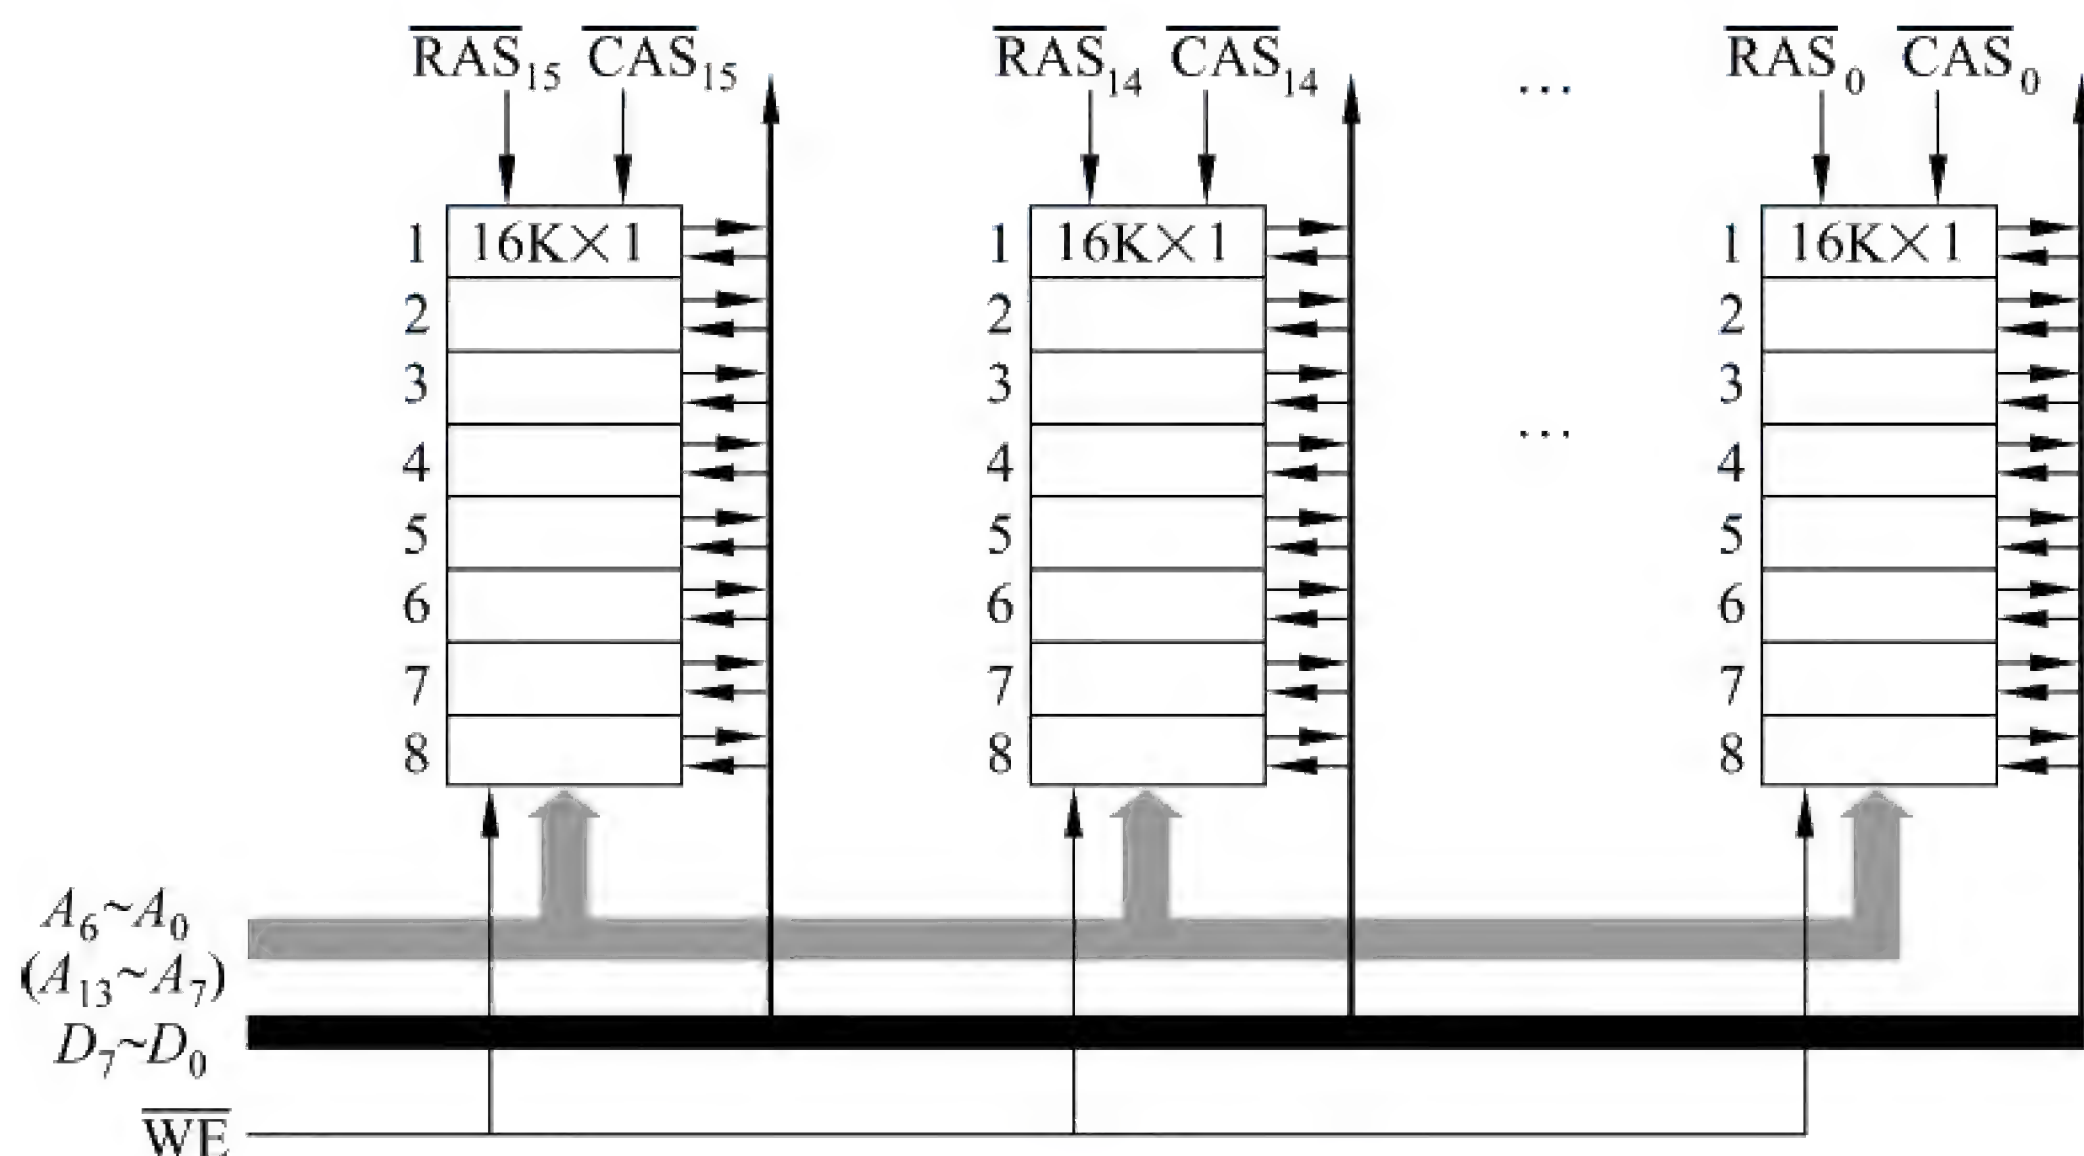 RAS15 CAS15 RAS14 CAS14 … RAS0 CAS0
1 16K×1 1 16K×1 1 16K×1
2 2 2
3 3 3
…
4 4 4
5 5 5
6 6 6
7 7 7
8 8 8
A6~A0
(A13~A7)
D7~D0
WE